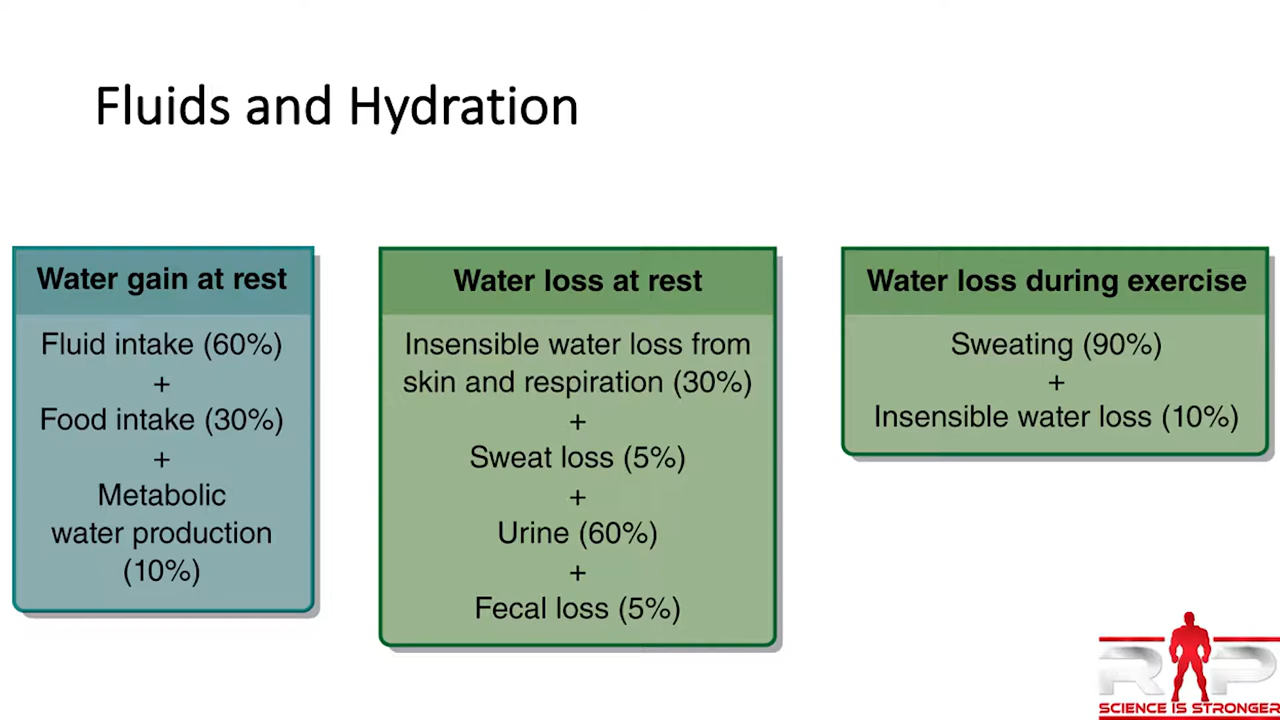 Fluids and Hydration
Water gain at rest
Fluid intake (60%)
+
Food intake (30%)
+
Metabolic
water production
(10%)
Water loss at rest
Insensible water loss from
skin and respiration (30%)
+
Sweat loss (5%)
+
Urine (60%)
+
Fecal loss (5%)
Water loss during exercise
Sweating (90%)
+
Insensible water loss (10%)
RP
SCIENCE IS STRONGER